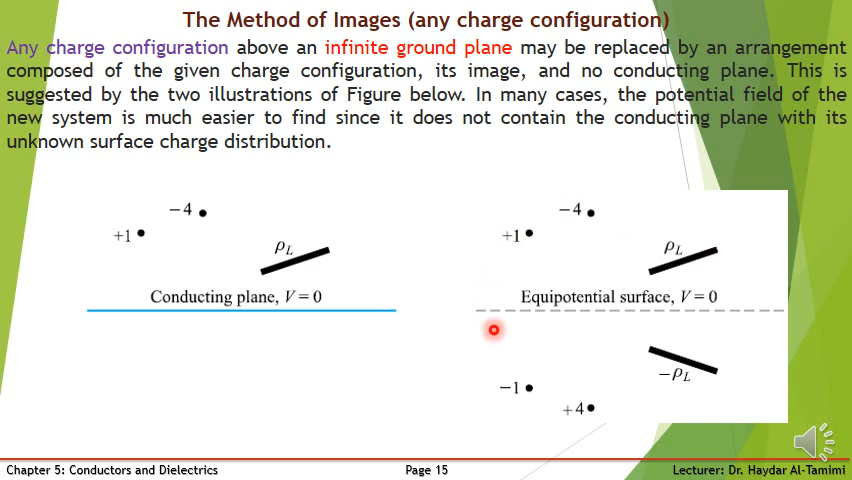 The Method of Images (any charge configuration)
Any charge configuration above an infinite ground plane may be replaced by an arrangement
composed of the given charge configuration, its image, and no conducting plane. This is
suggested by the two illustrations of Figure below. In many cases, the potential field of the
new system is much easier to find since it does not contain the conducting plane with its
unknown surface charge distribution.
−4
+1
ρL
Conducting plane, V = 0
−4
+1
ρL
Equipotential surface, V = 0
−ρL
−1
+4
Chapter 5: Conductors and Dielectrics
Page 15
Lecturer: Dr. Haydar Al-Tamimi